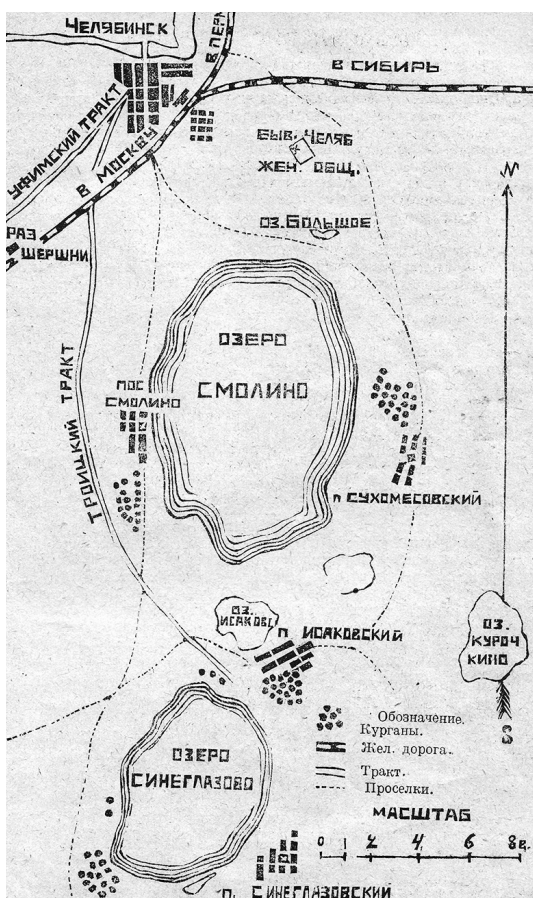 ЧЕЛЯБИНСК
В ПЕРМ
В СИБИРЬ
УФИМСКИЙ ТРАКТ
В МОСКВУ
БЫВ. ЧЕЛЯБ
ЖЕН. ОБЩ.
ОЗ. БОЛЬШОЕ
РАЗ
ШЕРШНИ
N
ОЗЕРО
СМОЛИНО
ПОС
СМОЛИНО
ТРОИЦКИЙ ТРАКТ
П СУХОМЕСОВСКИЙ
ОЗ.
ИСАКОВС
П ИСАКОВСКИЙ
ОЗ.
КУРОЧ
КИНО
S
Обозначение.
Курганы.
Жел. дорога.
Тракт.
Проселки.
ОЗЕРО
СИНЕГЛАЗОВО
МАСШТАБ
0 1 2 4 6 8в.
П. СИНЕГЛАЗОВСКИЙ